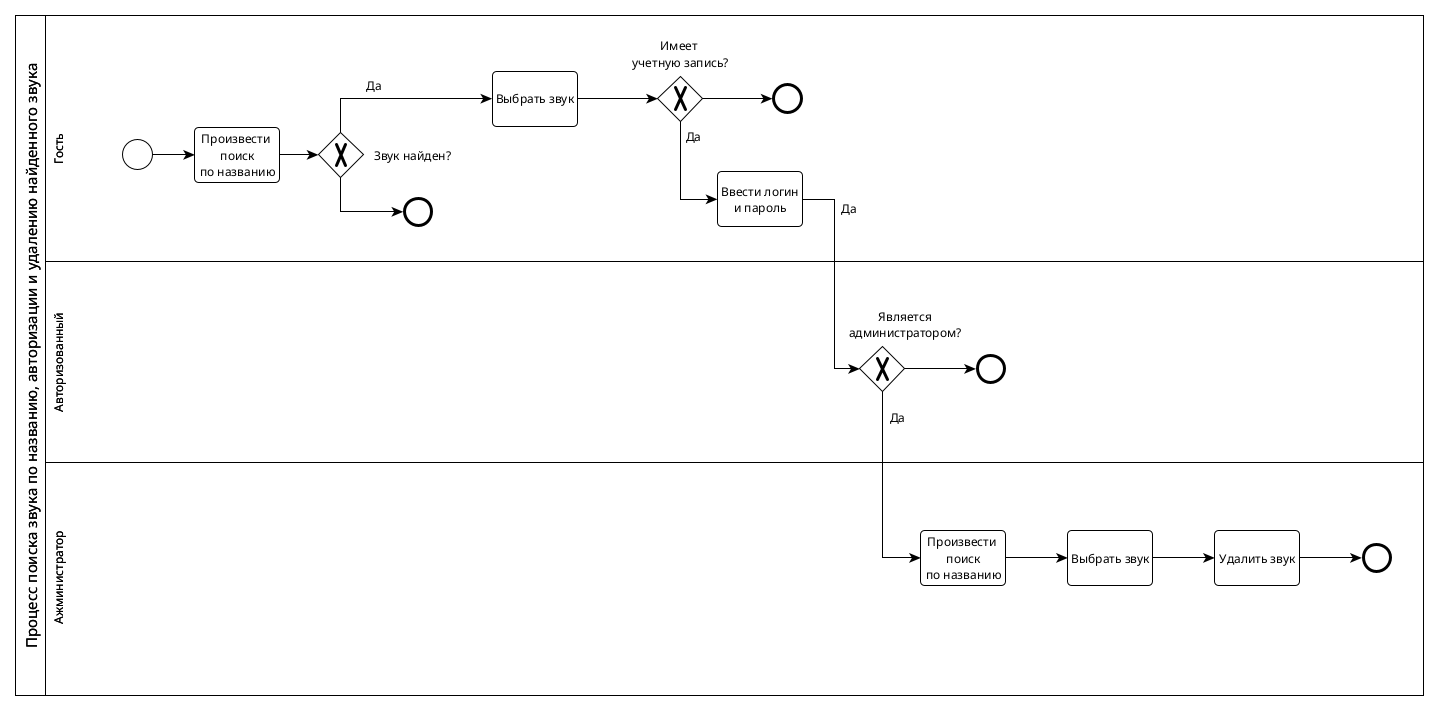 Процесс поиска звука по названию, авторизации и удалению найденного звука
Гость
Имеет
учетную запись?
Да
Выбрать звук
Произвести
поиск
по названию
Звук найден?
Да
Ввести логин
и пароль
Да
Авторизованный
Является
администратором?
Да
Ажминистратор
Произвести
поиск
по названию
Выбрать звук
Удалить звук